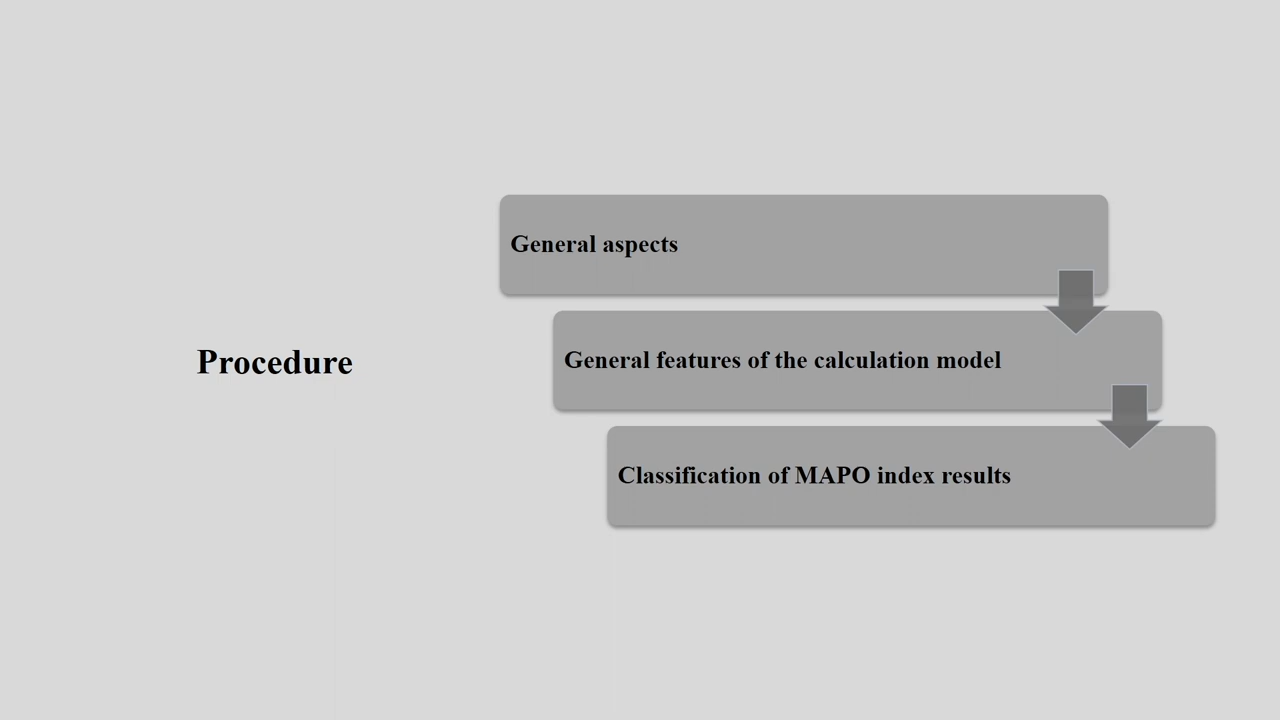 Procedure
General aspects
General features of the calculation model
Classification of MAPO index results